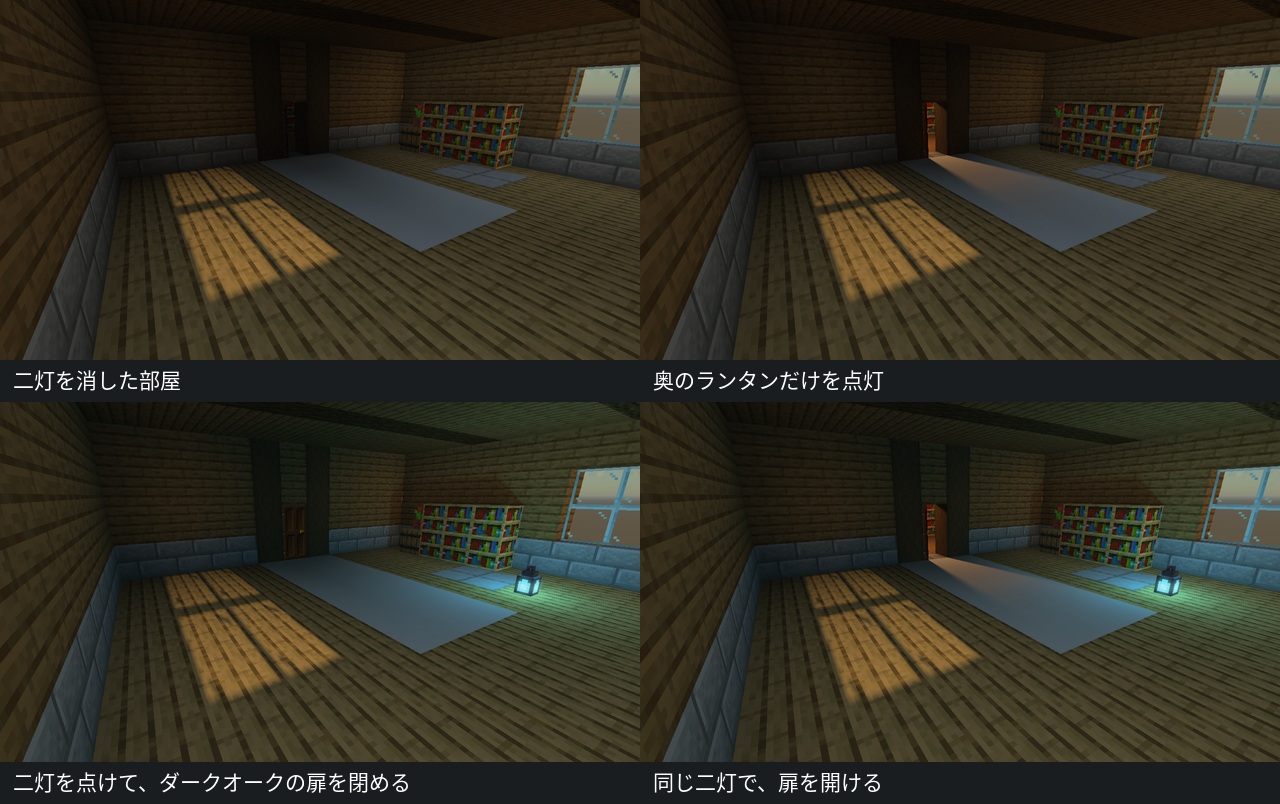 二灯を消した部屋
奥のランタンだけを点灯
二灯を点けて、ダークオークの扉を閉める
同じ二灯で、扉を開ける